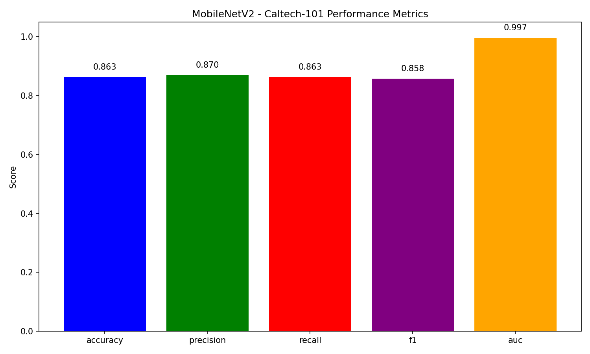 MobileNetV2 - Caltech-101 Performance Metrics
0.997
1.0
0.863
0.870
0.863
0.858
0.8
0.6
Score
0.4
0.2
0.0
accuracy
precision
recall
f1
auc